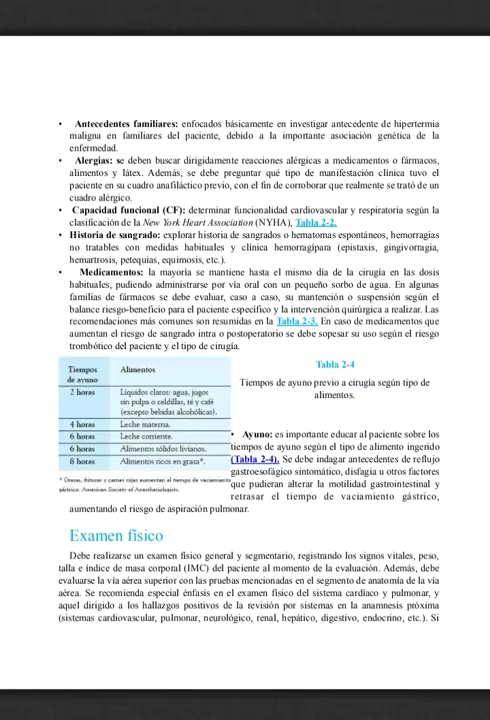 • Antecedentes familiares: enfocados básicamente en investigar antecedente de hipertermia
maligna en familiares del paciente, debido a la importante asociación genética de la
enfermedad.
• Alergias: se deben buscar dirigidamente reacciones alérgicas a medicamentos o fármacos,
alimentos y látex. Además, se debe preguntar qué tipo de manifestación clínica tuvo el
paciente en su cuadro anafiláctico previo, con el fin de corroborar que realmente se trató de un
cuadro alérgico.
• Capacidad funcional (CF): determinar funcionalidad cardiovascular y respiratoria según la
clasificación de la New York Heart Association (NYHA), Tabla 2-2.
• Historia de sangrado: explorar historia de sangrados o hematomas espontáneos, hemorragias
no tratables con medidas habituales y clínica hemorragípara (epistaxis, gingivorragia,
hemartrosis, petequias, equimosis, etc.).
• Medicamentos: la mayoría se mantiene hasta el mismo día de la cirugía en las dosis
habituales, pudiendo administrarse por vía oral con un pequeño sorbo de agua. En algunas
familias de fármacos se debe evaluar, caso a caso, su mantención o suspensión según el
balance riesgo-beneficio para el paciente específico y la intervención quirúrgica a realizar. Las
recomendaciones más comunes son resumidas en la Tabla 2-3. En caso de medicamentos que
aumentan el riesgo de sangrado intra o postoperatorio se debe sopesar su uso según el riesgo
trombótico del paciente y el tipo de cirugía.
Tiempos de ayuno Alimentos
2 horas Líquidos claros: agua, jugos
sin pulpa o celdillas, té y café
(excepto bebidas alcohólicas).
4 horas Leche materna.
6 horas Leche corriente.
6 horas Alimentos sólidos livianos.
8 horas Alimentos ricos en grasa*.
* Grasas, frituras y carnes rojas aumentan el tiempo de vaciamiento
gástrico. American Society of Anesthesiologists.
Tabla 2-4
Tiempos de ayuno previo a cirugía según tipo de
alimentos.
• Ayuno: es importante educar al paciente sobre los
tiempos de ayuno según el tipo de alimento ingerido
(Tabla 2-4). Se debe indagar antecedentes de reflujo
gastroesofágico sintomático, disfagia u otros factores
que pudieran alterar la motilidad gastrointestinal y
retrasar el tiempo de vaciamiento gástrico,
aumentando el riesgo de aspiración pulmonar.
Examen físico
Debe realizarse un examen físico general y segmentario, registrando los signos vitales, peso,
talla e índice de masa corporal (IMC) del paciente al momento de la evaluación. Además, debe
evaluarse la vía aérea superior con las pruebas mencionadas en el segmento de anatomía de la vía
aérea. Se recomienda especial énfasis en el examen físico del sistema cardíaco y pulmonar, y
aquel dirigido a los hallazgos positivos de la revisión por sistemas en la anamnesis próxima
(sistemas cardiovascular, pulmonar, neurológico, renal, hepático, digestivo, endocrino, etc.). Si